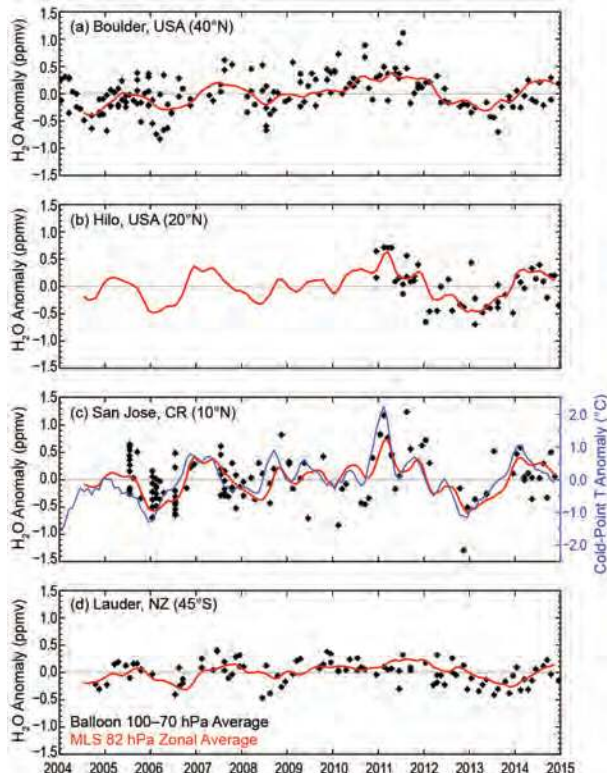 (a) Boulder, USA (40°N)
H₂O Anomaly (ppmv)
1.5
1.0
0.5
0.0
−0.5
−1.0
−1.5
(b) Hilo, USA (20°N)
H₂O Anomaly (ppmv)
1.5
1.0
0.5
0.0
−0.5
−1.0
−1.5
(c) San Jose, CR (10°N)
H₂O Anomaly (ppmv)
1.5
1.0
0.5
0.0
−0.5
−1.0
−1.5
2.0
1.0
0.0
−1.0
−2.0
Cold-Point T Anomaly (°C)
(d) Lauder, NZ (45°S)
H₂O Anomaly (ppmv)
1.5
1.0
0.5
0.0
−0.5
−1.0
−1.5
Balloon 100–70 hPa Average
MLS 82 hPa Zonal Average
2004 2005 2006 2007 2008 2009 2010 2011 2012 2013 2014 2015